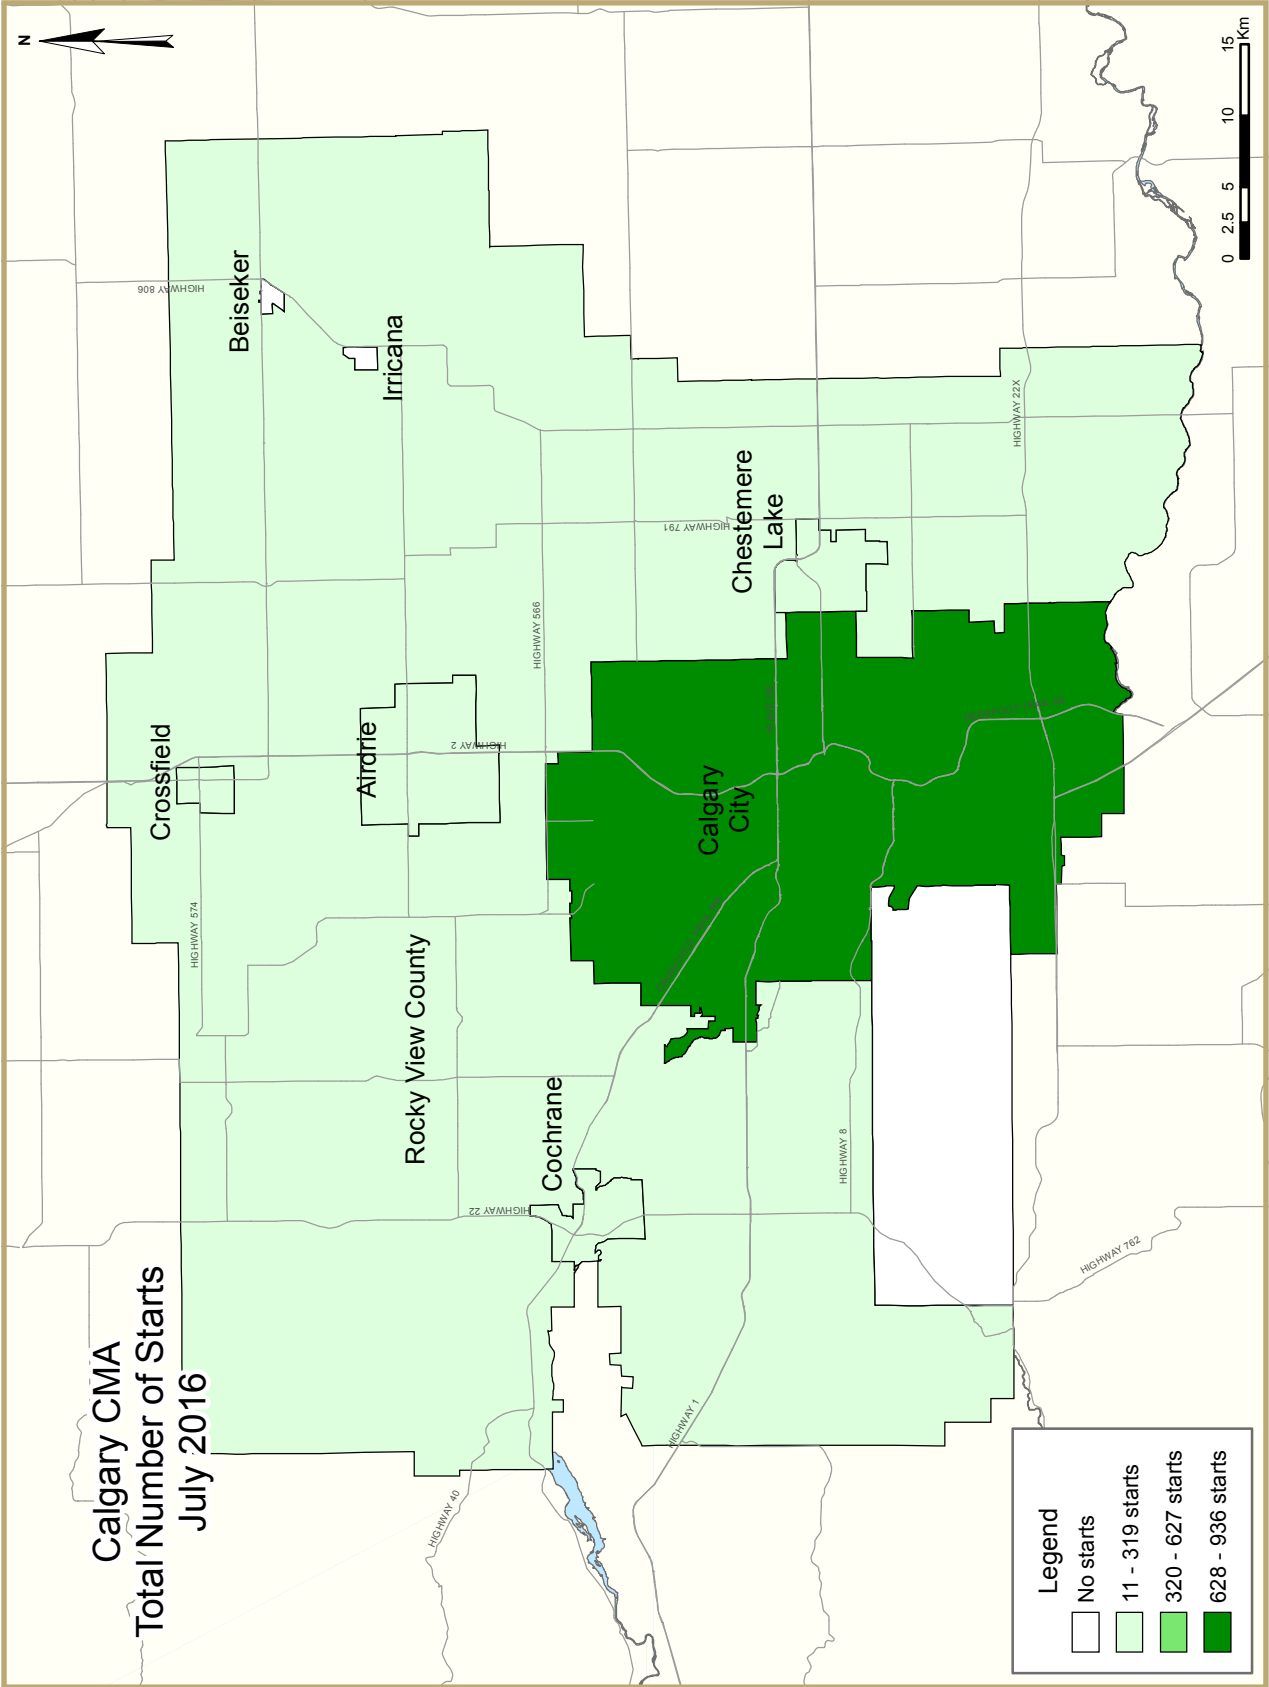 Calgary CMA
Total Number of Starts
July 2016
N
Crossfield
Beiseker
Irricana
Airdrie
Rocky View County
Cochrane
Chestemere
Lake
Calgary
City
HIGHWAY 574
HIGHWAY 806
HIGHWAY 2
HIGHWAY 566
HIGHWAY 791
HIGHWAY 22
HIGHWAY 40
HIGHWAY 1
HIGHWAY 8
HIGHWAY 22X
HIGHWAY 762
Legend
No starts
11 - 319 starts
320 - 627 starts
628 - 936 starts
0 2.5 5 10 15
Km